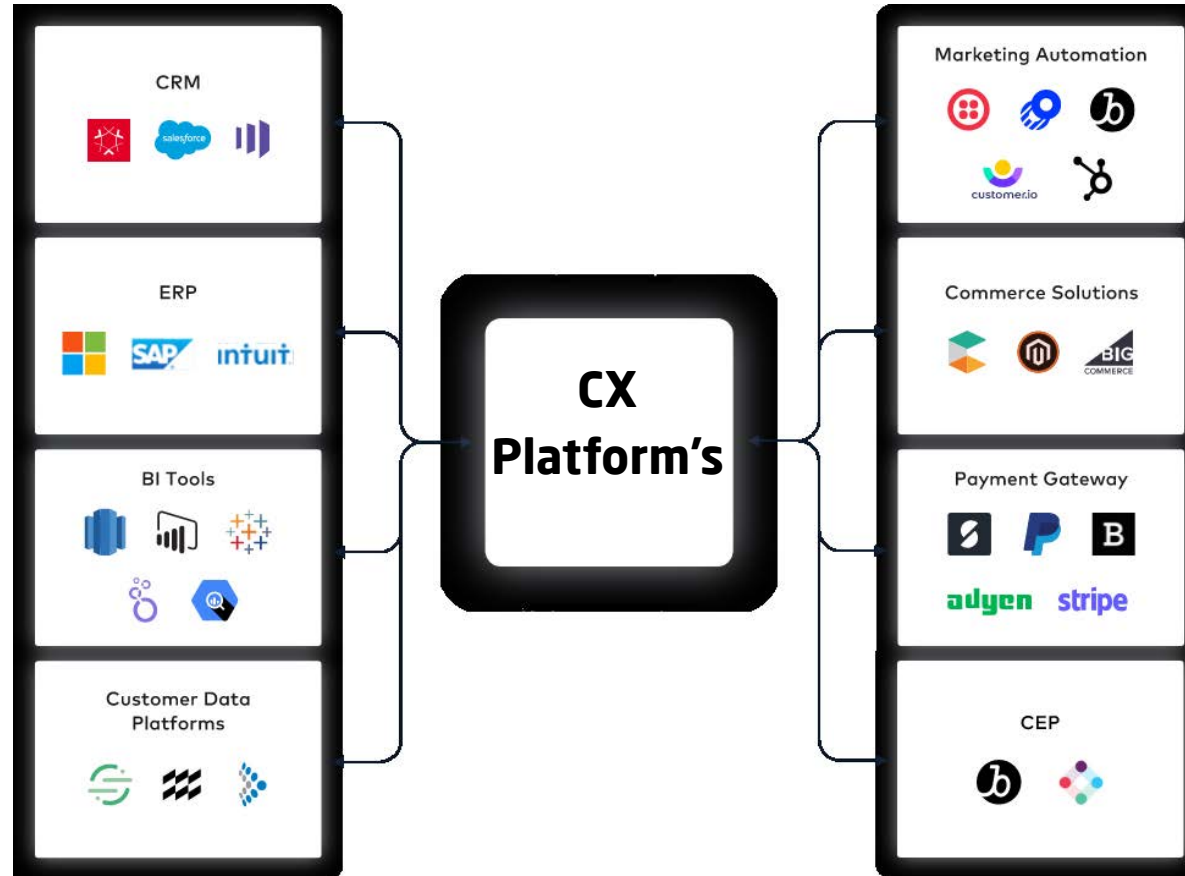 CRM
salesforce
ERP
SAP
intuit
BI Tools
Customer Data
Platforms
CX
Platform's
Marketing Automation
b
customer.io
Commerce Solutions
BIG
COMMERCE
Payment Gateway
S
P
B
adyen
stripe
CEP
b